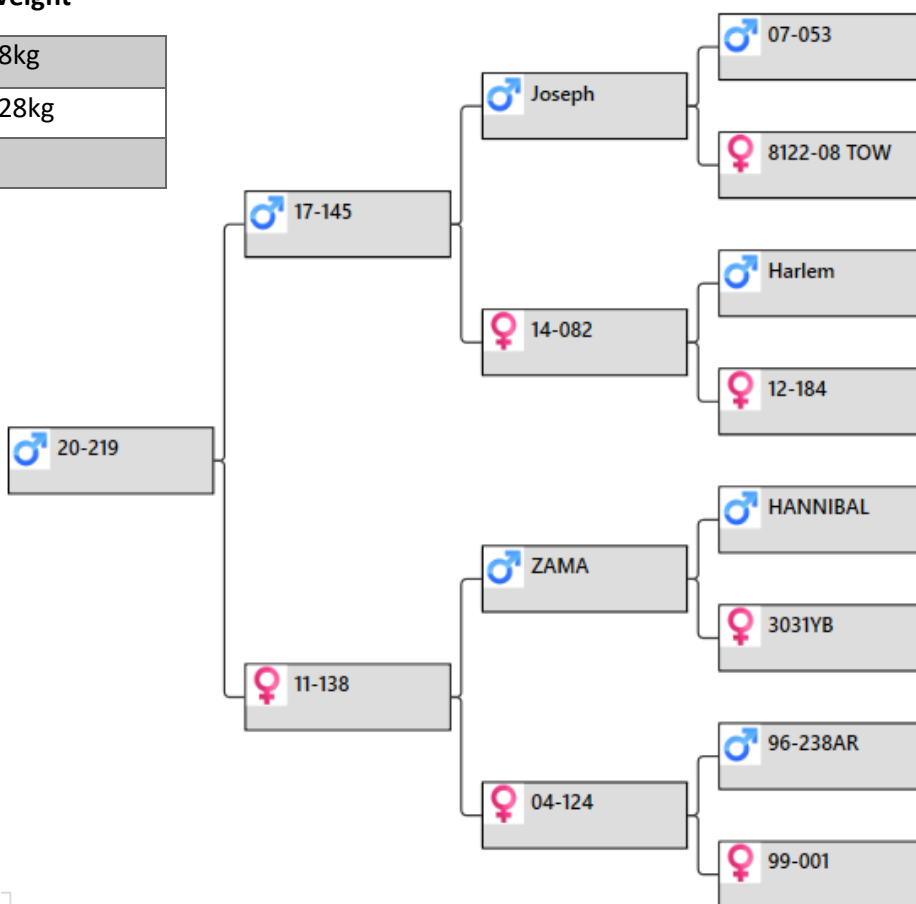 8kg
28kg
07-053
Joseph
8122-08 TOW
17-145
Harlem
14-082
12-184
20-219
HANNIBAL
ZAMA
3031YB
11-138
96-238AR
04-124
99-001